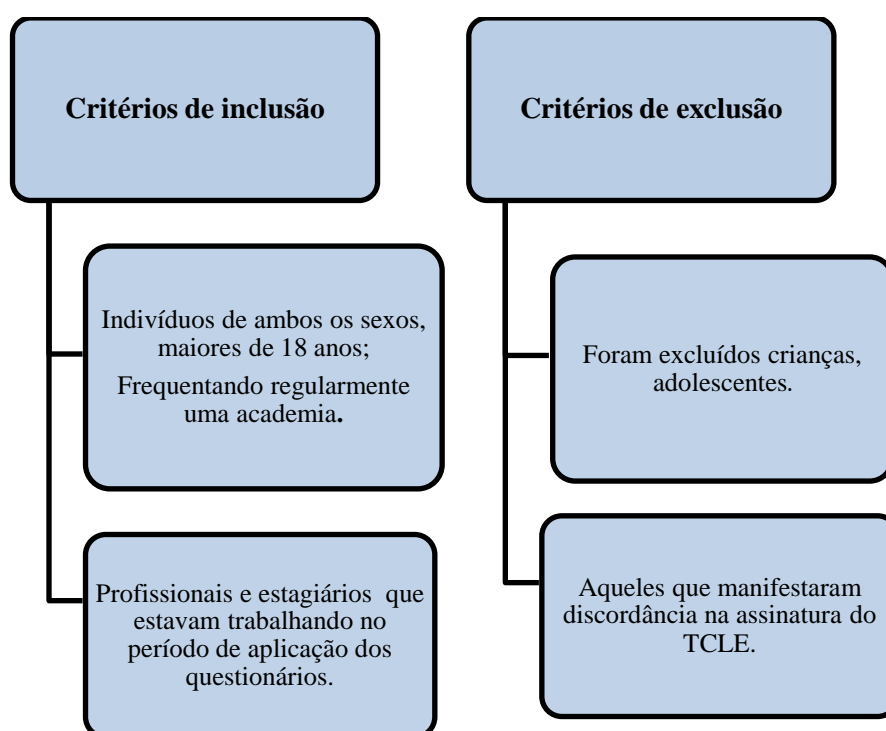 Critérios de inclusão
Indivíduos de ambos os sexos,
maiores de 18 anos;
Frequentando regularmente
uma academia.
Profissionais e estagiários que
estavam trabalhando no
período de aplicação dos
questionários.
Critérios de exclusão
Foram excluídos crianças,
adolescentes.
Aqueles que manifestaram
discordância na assinatura do
TCLE.